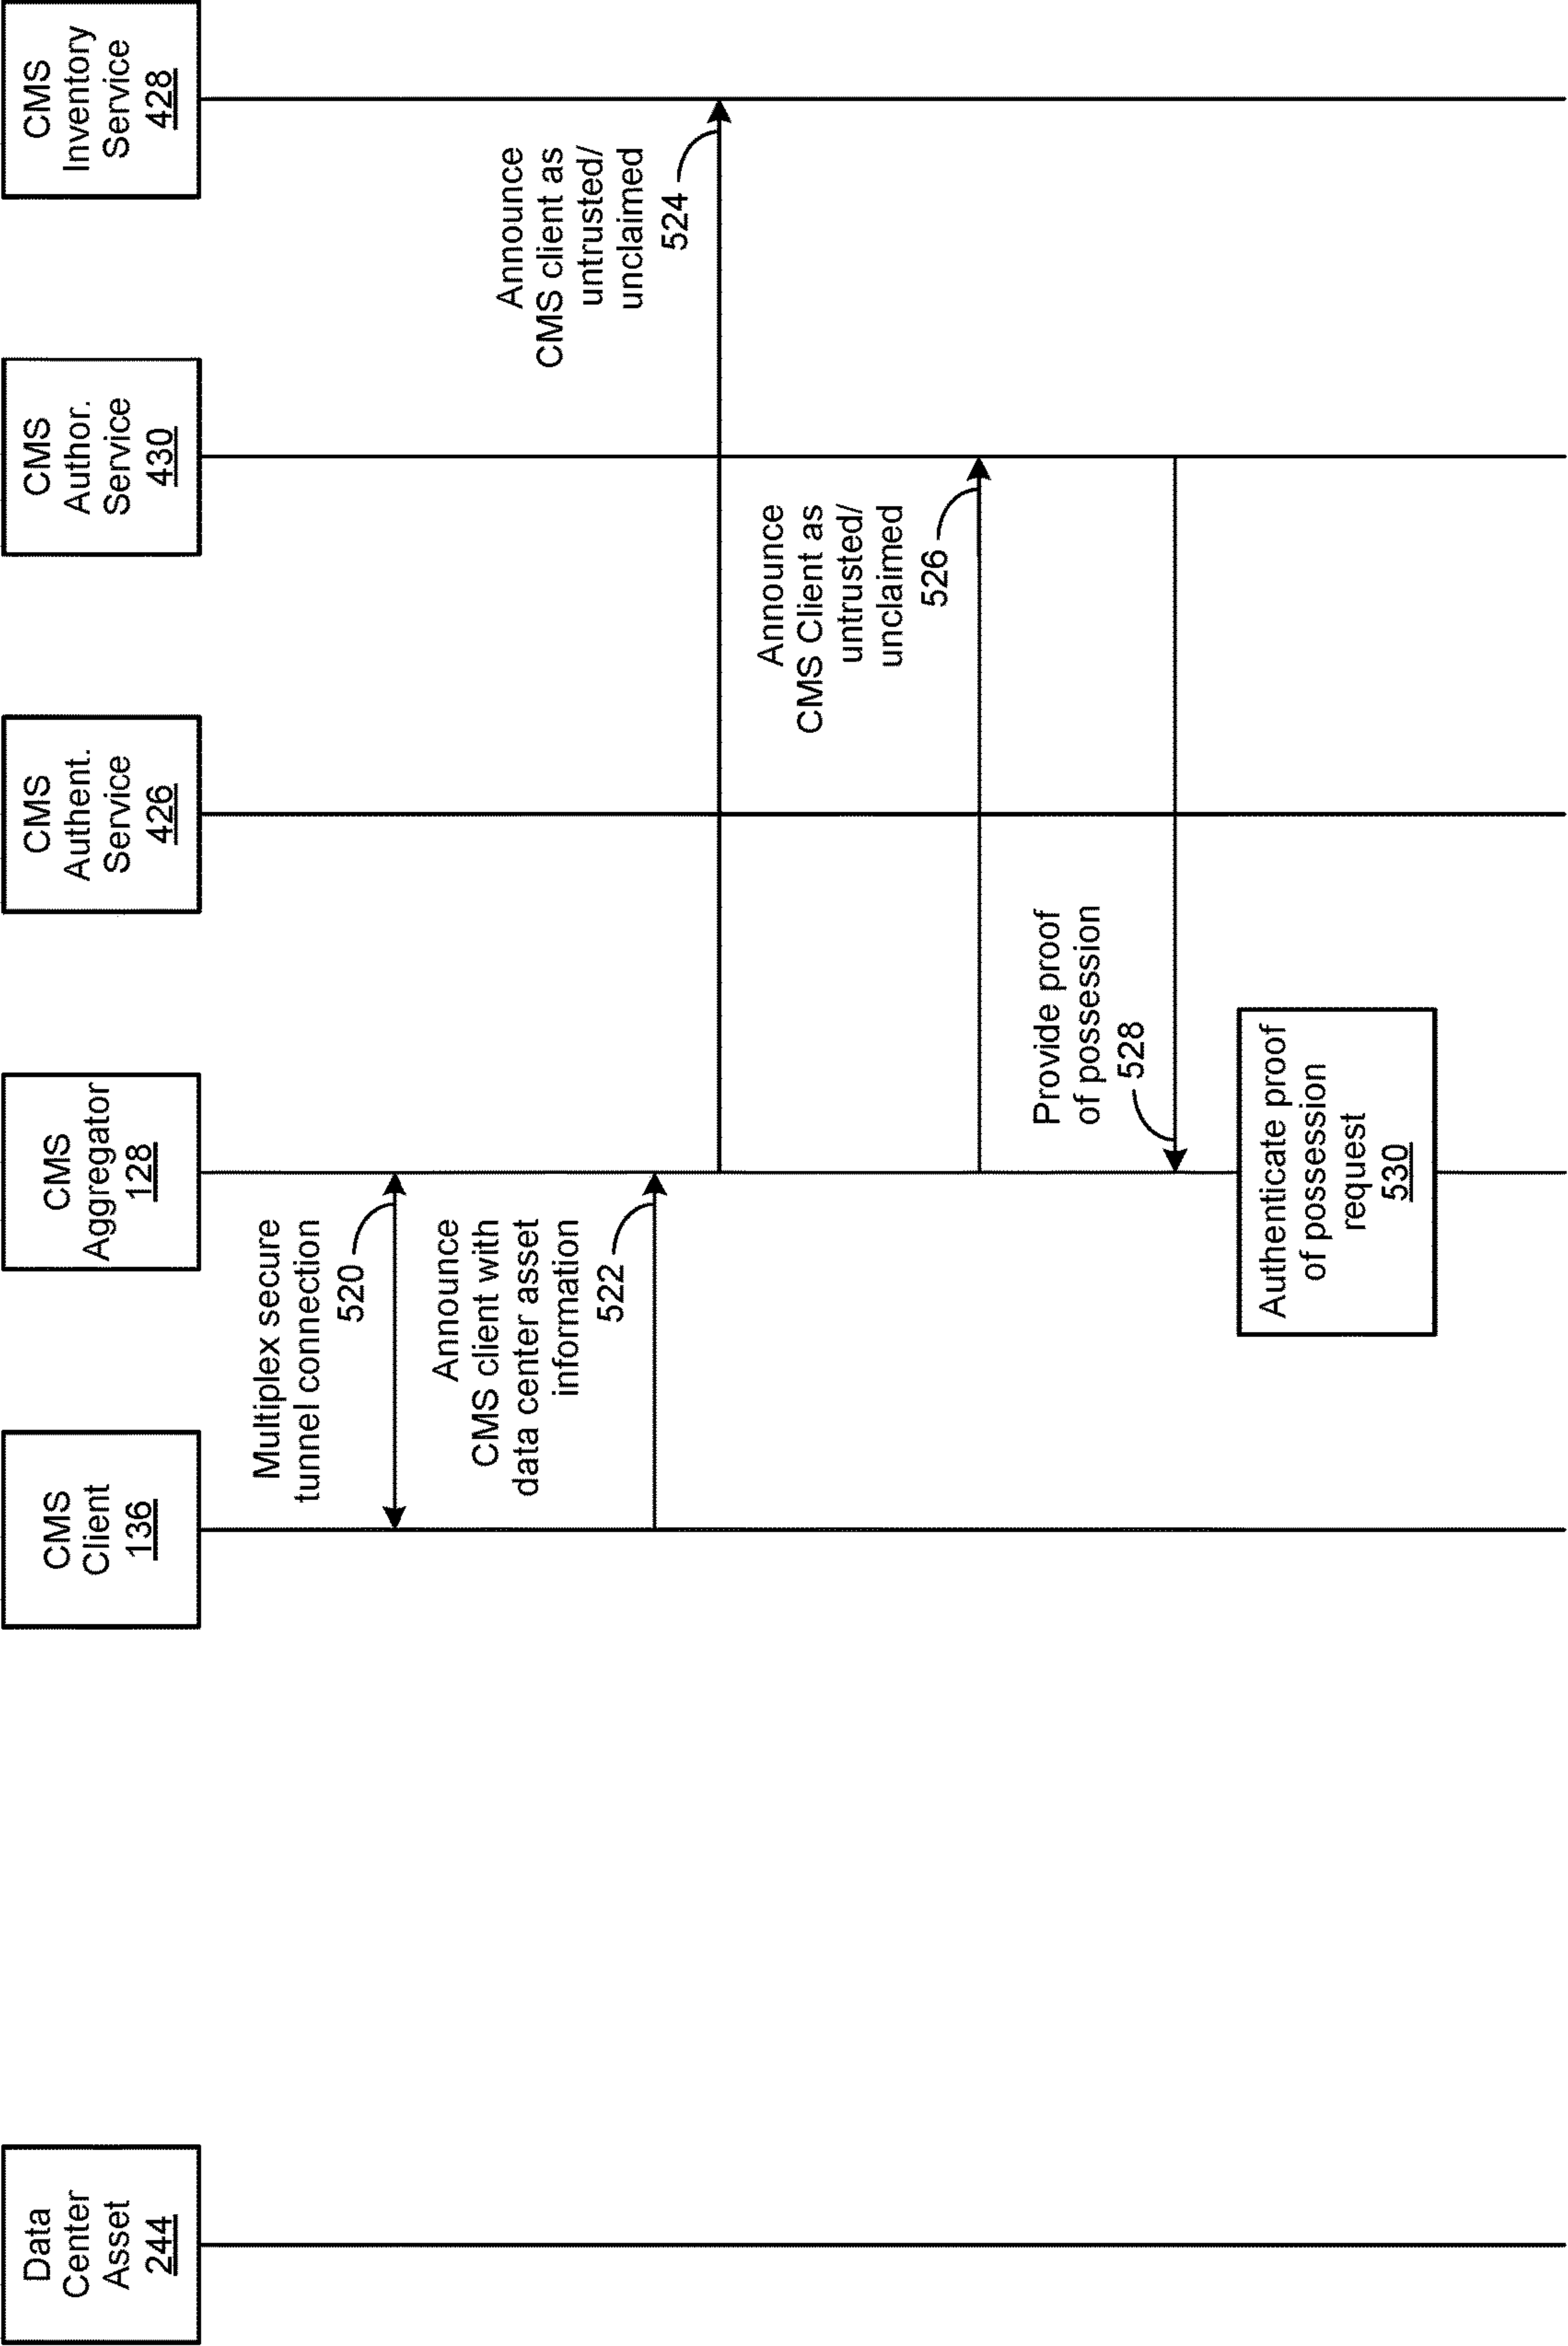 Data
Center
Asset
244
CMS
Client
136
CMS
Aggregator
128
CMS
Authent.
Service
426
CMS
Author.
Service
430
CMS
Inventory
Service
428
Multiplex secure
tunnel connection
520
Announce
CMS client with
data center asset
information
522
Announce
CMS client as
untrusted/
unclaimed
524
Announce
CMS Client as
untrusted/
unclaimed
526
Provide proof
of possession
528
Authenticate proof
of possession
request
530